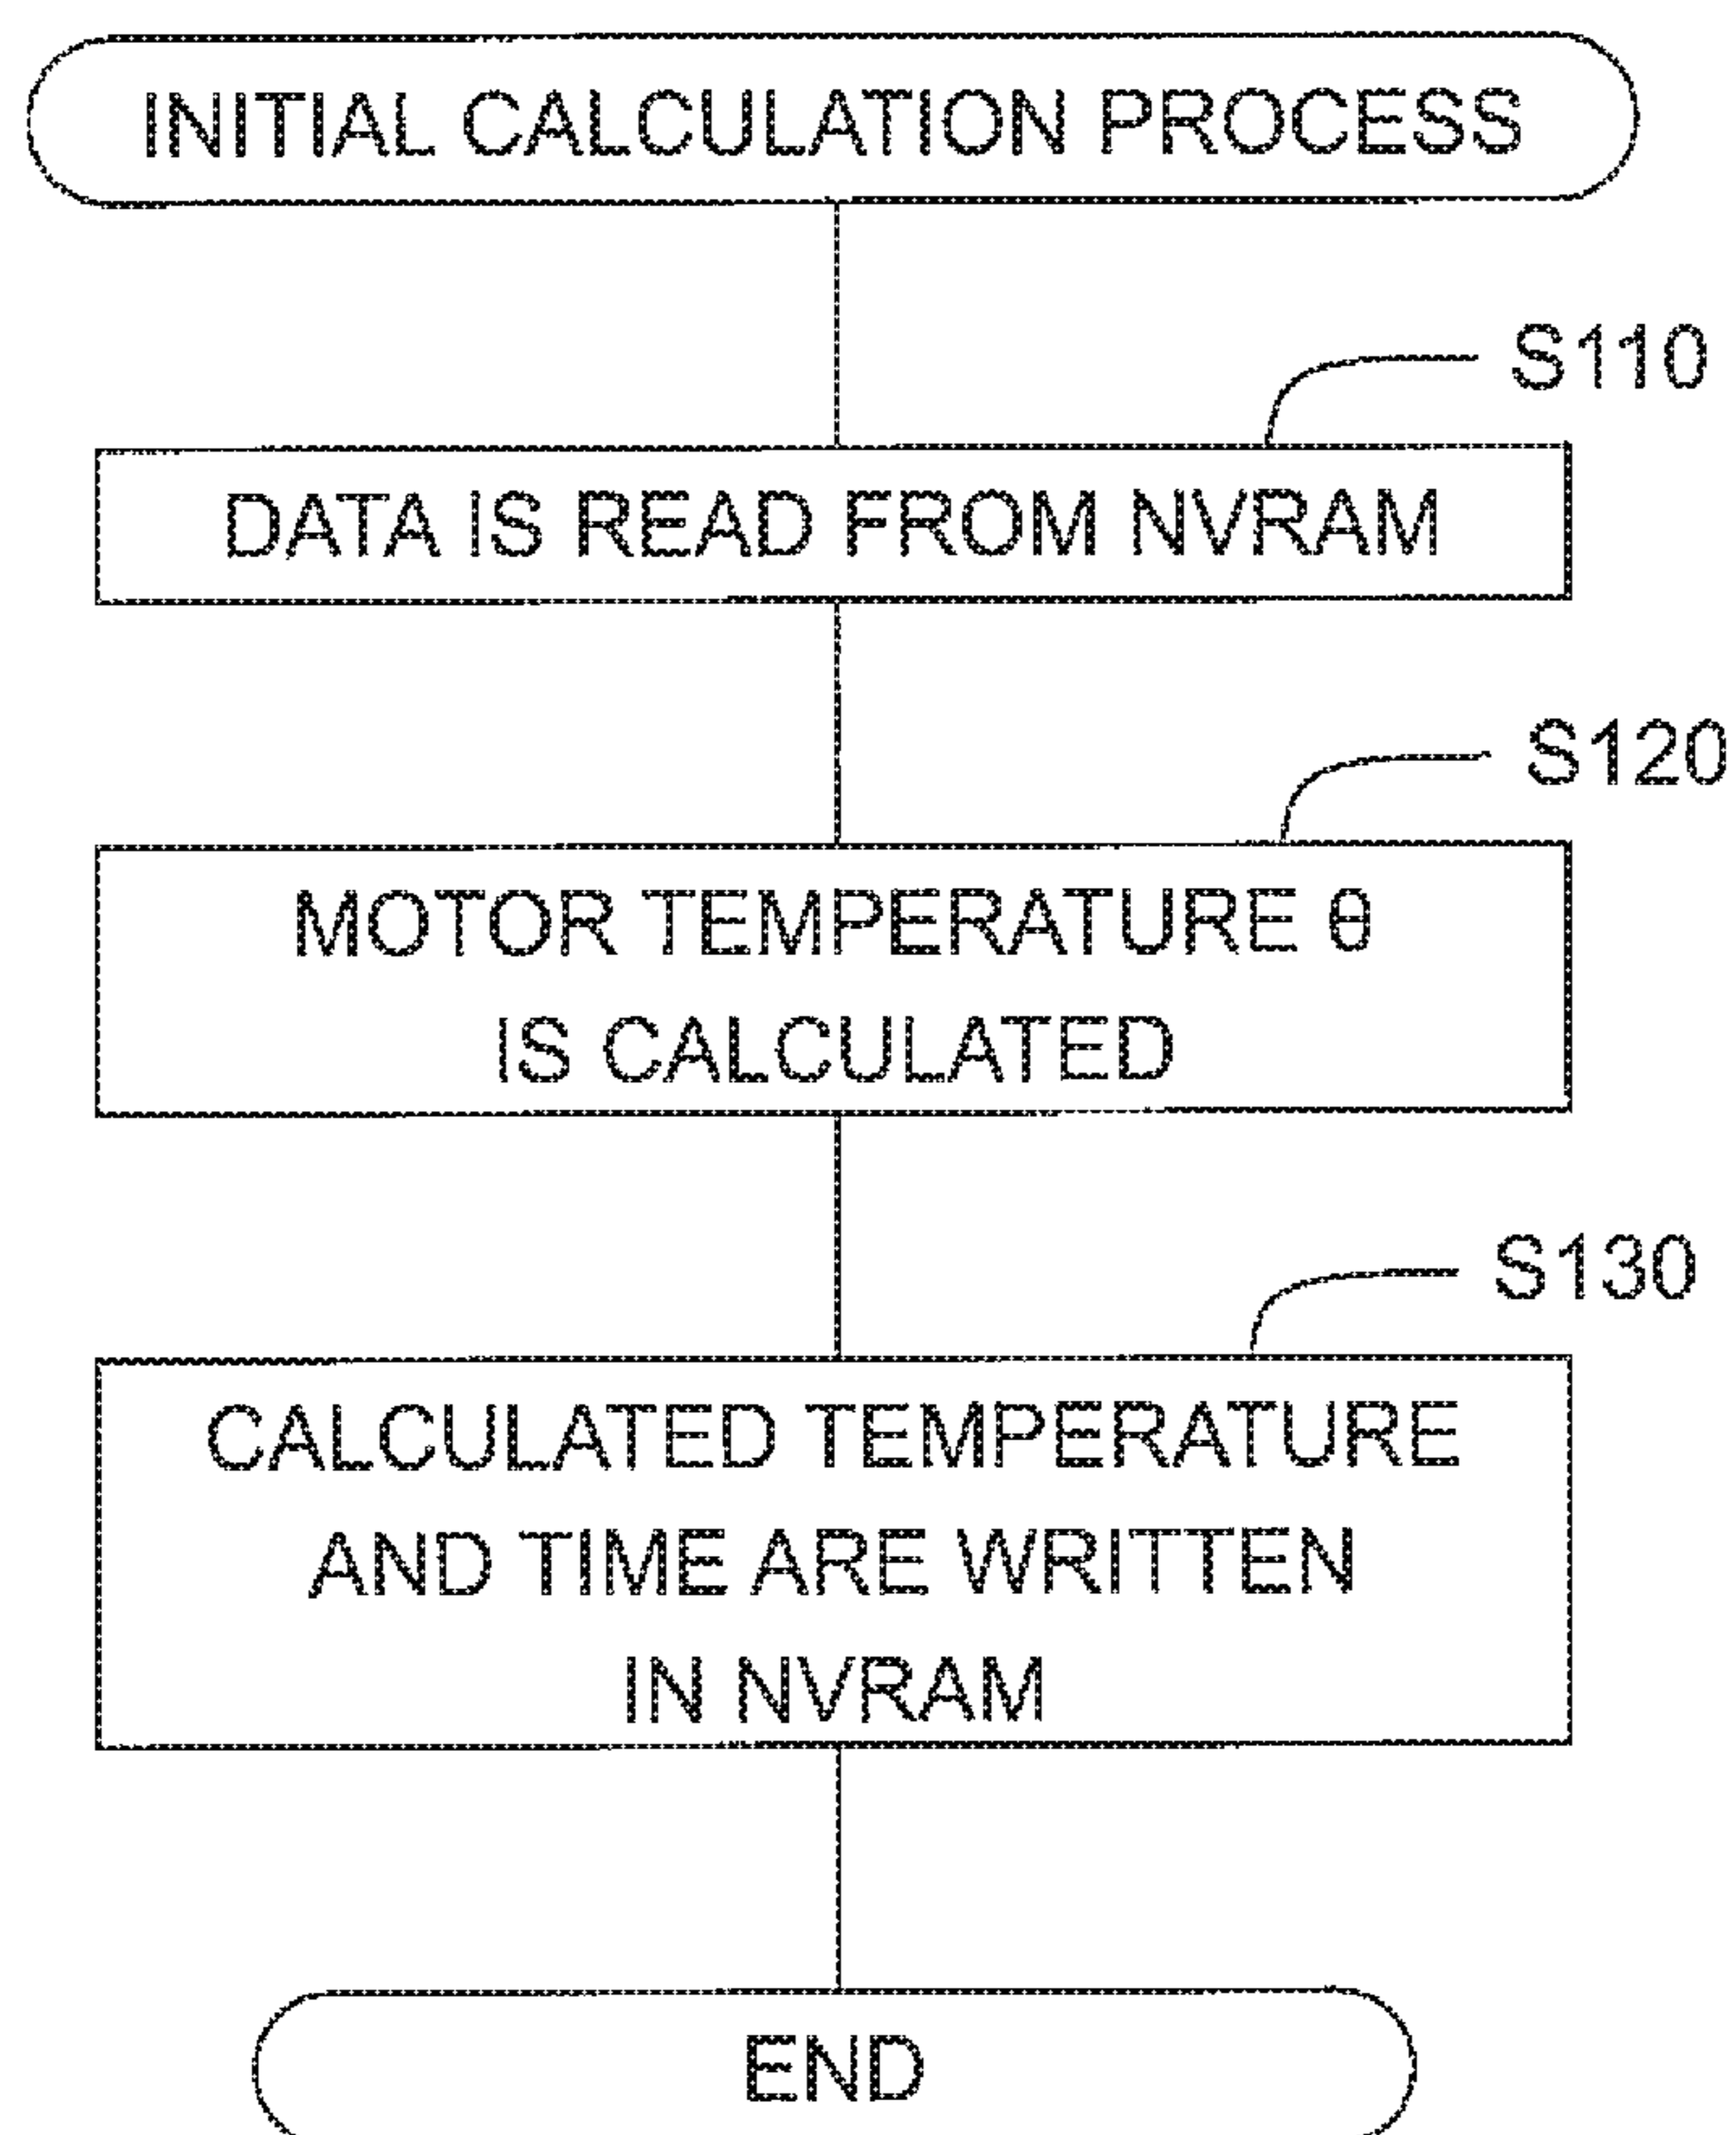 INITIAL CALCULATION PROCESS
S110
DATA IS READ FROM NVRAM
S120
MOTOR TEMPERATURE θ
IS CALCULATED
S130
CALCULATED TEMPERATURE
AND TIME ARE WRITTEN
IN NVRAM
END